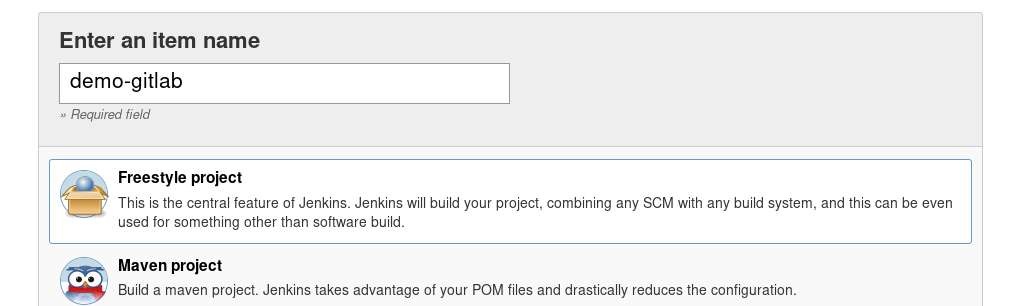 Enter an item name
demo-gitlab
» Required field
Freestyle project
This is the central feature of Jenkins. Jenkins will build your project, combining any SCM with any build system, and this can be even
used for something other than software build.
Maven project
Build a maven project. Jenkins takes advantage of your POM files and drastically reduces the configuration.